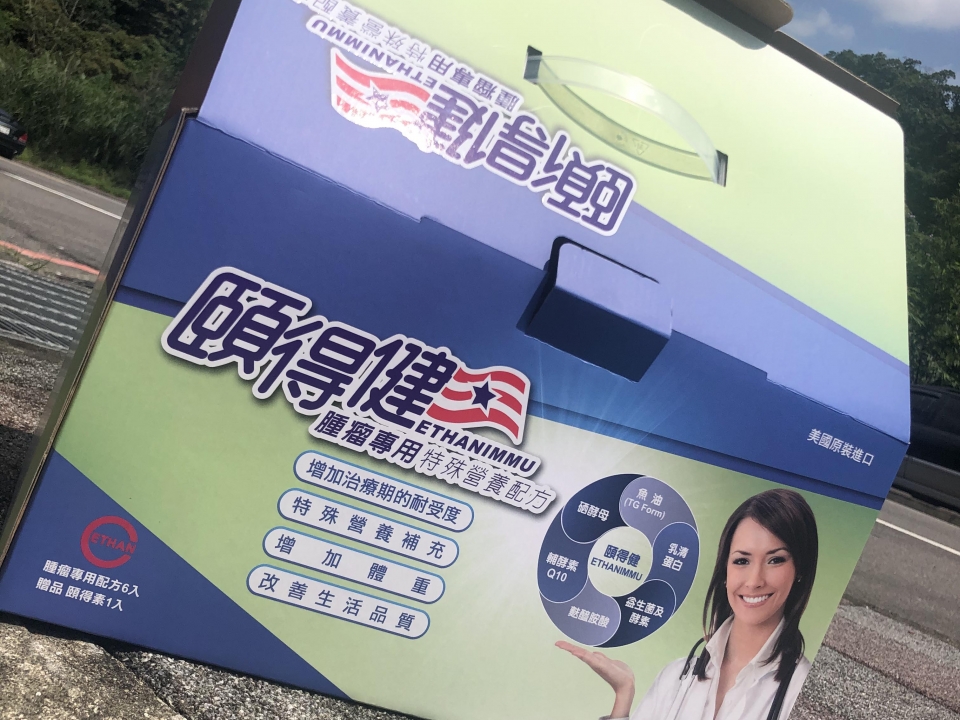 頤得健
ETHANIMMU
腫瘤專用特殊營養配
頤得健
ETHANIMMU
腫瘤專用特殊營養配方
美國原裝進口
增加治療期的耐受度
特殊營養補充
增加體重
改善生活品質
ETHAN
腫瘤專用配方6入
贈品 頤得素1入
頤得健
ETHANIMMU
魚油
(TG Form)
乳清
蛋白
益生菌及
酵素
麩醯胺酸
輔酵素
Q10
硒酵母